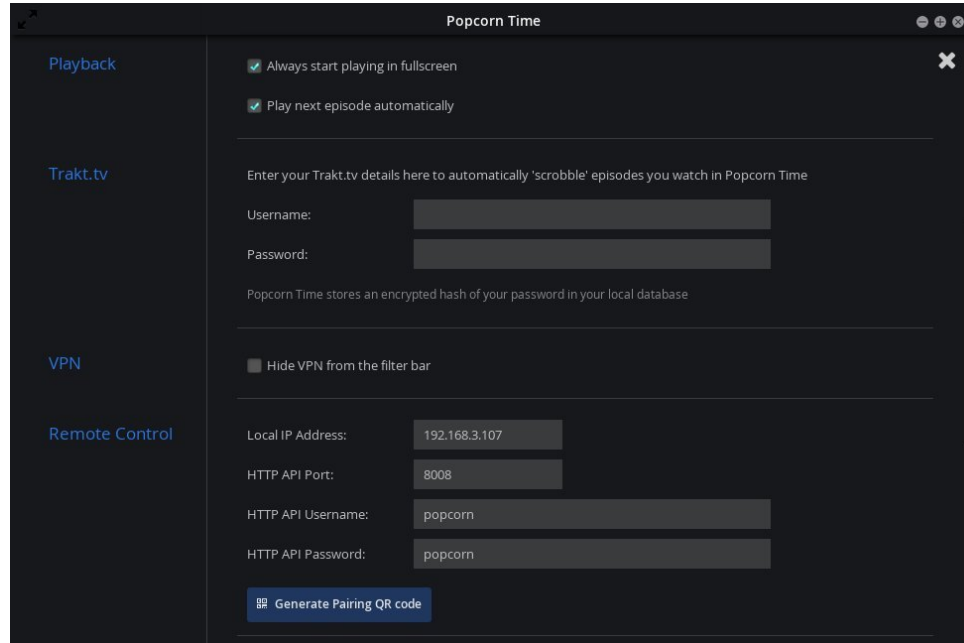 Popcorn Time
Playback
Always start playing in fullscreen
Play next episode automatically
Trakt.tv
Enter your Trakt.tv details here to automatically 'scrobble' episodes you watch in Popcorn Time
Username:
Password:
Popcorn Time stores an encrypted hash of your password in your local database
VPN
Hide VPN from the filter bar
Remote Control
Local IP Address: 192.168.3.107
HTTP API Port: 8008
HTTP API Username: popcorn
HTTP API Password: popcorn
Generate Pairing QR code